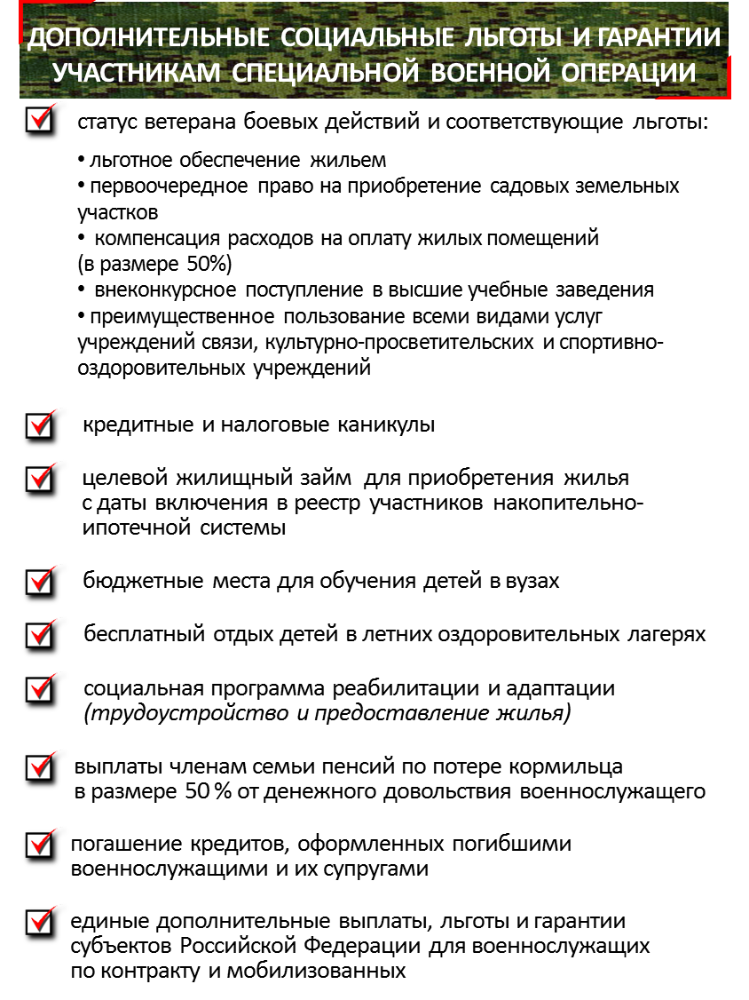 ДОПОЛНИТЕЛЬНЫЕ СОЦИАЛЬНЫЕ ЛЬГОТЫ И ГАРАНТИИ
УЧАСТНИКАМ СПЕЦИАЛЬНОЙ ВОЕННОЙ ОПЕРАЦИИ
статус ветерана боевых действий и соответствующие льготы:
• льготное обеспечение жильем
• первоочередное право на приобретение садовых земельных
участков
• компенсация расходов на оплату жилых помещений
(в размере 50%)
• внеконкурсное поступление в высшие учебные заведения
• преимущественное пользование всеми видами услуг
учреждений связи, культурно-просветительских и спортивно-
оздоровительных учреждений
кредитные и налоговые каникулы
целевой жилищный займ для приобретения жилья
с даты включения в реестр участников накопительно-
ипотечной системы
бюджетные места для обучения детей в вузах
бесплатный отдых детей в летних оздоровительных лагерях
социальная программа реабилитации и адаптации
(трудоустройство и предоставление жилья)
выплаты членам семьи пенсий по потере кормильца
в размере 50 % от денежного довольствия военнослужащего
погашение кредитов, оформленных погибшими
военнослужащими и их супругами
единые дополнительные выплаты, льготы и гарантии
субъектов Российской Федерации для военнослужащих
по контракту и мобилизованных